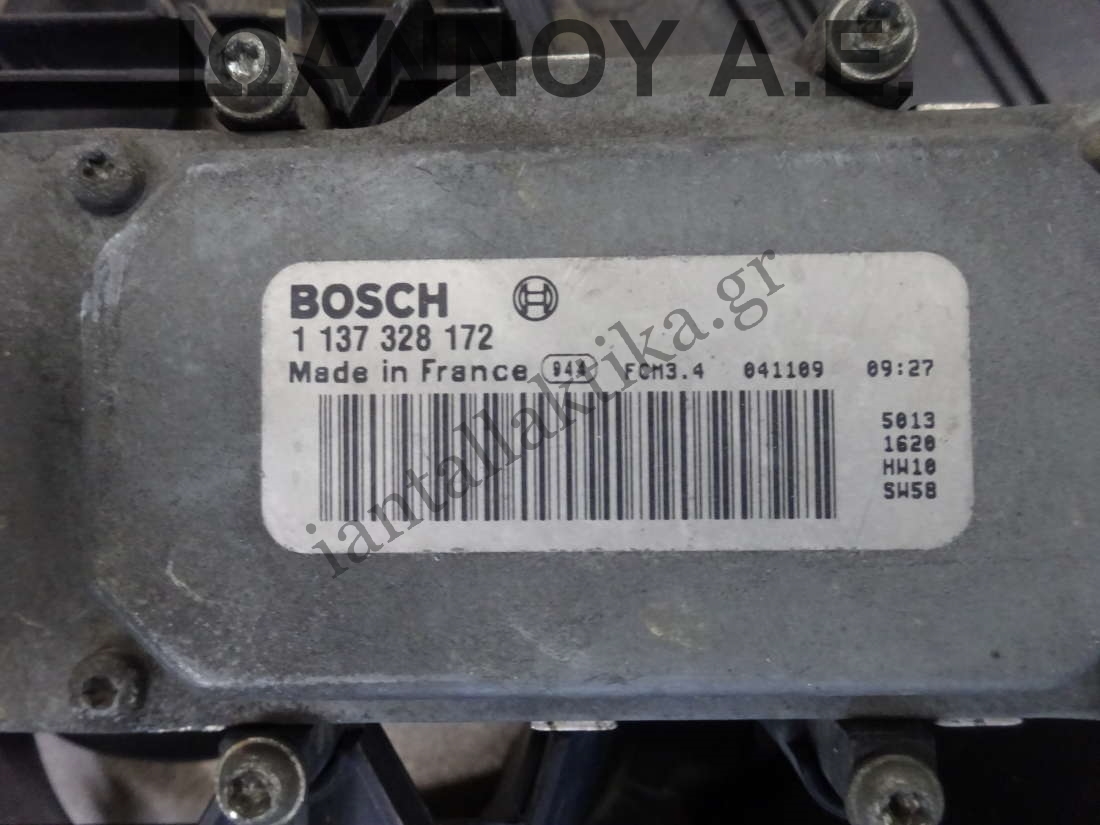 ΙΩΑΝΝΟΥ Α.Ε.
BOSCH
1 137 328 172
Made in France FCM3.4 041109 09:27
5013
1620
HW10
SW58
iantallaktika.gr